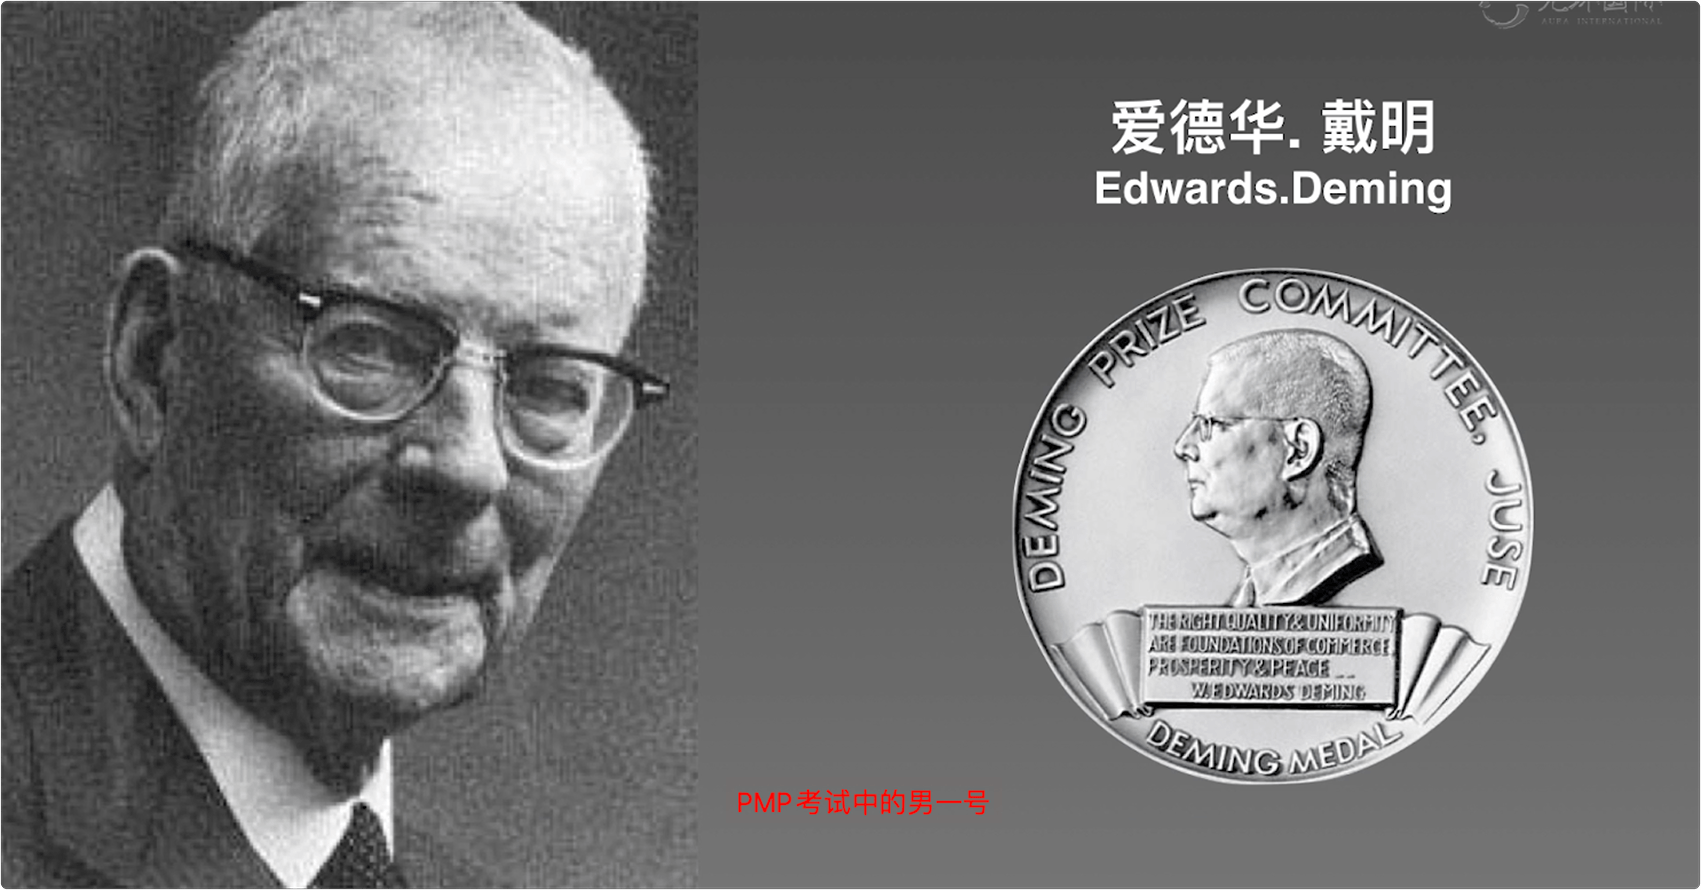 AURA INTERNATIONAL
爱德华. 戴明
Edwards.Deming
DEMING PRIZE COMMITTEE, JUSE
THE RIGHT QUALITY & UNIFORMITY
ARE FOUNDATIONS OF COMMERCE,
PROSPERITY & PEACE
W. EDWARDS DEMING
DEMING MEDAL
PMP考试中的男一号